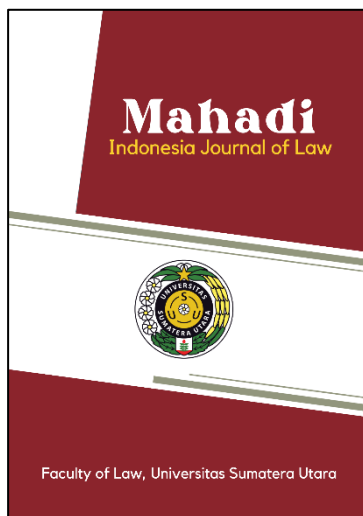 Mahadi
Indonesia Journal of Law
UNIVERSITAS
SUMATERA UTARA
Faculty of Law, Universitas Sumatera Utara